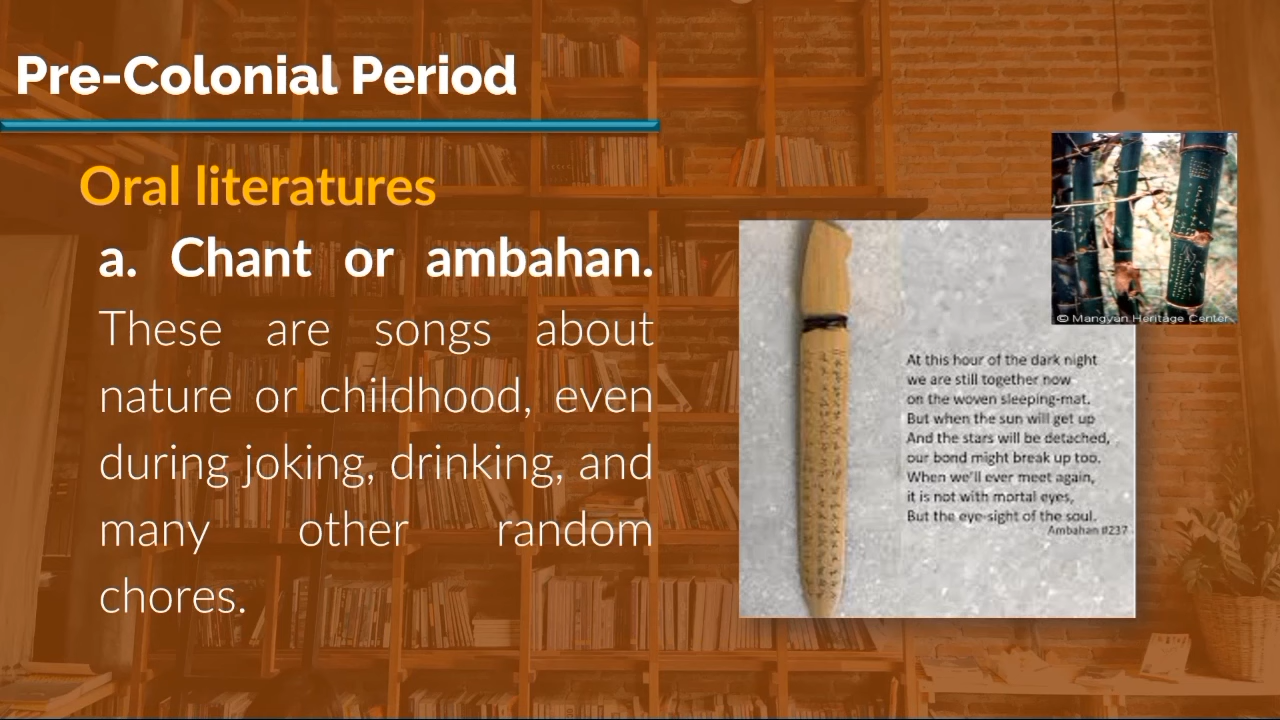 Pre-Colonial Period
Oral literatures
a. Chant or ambahan.
These are songs about
nature or childhood, even
during joking, drinking, and
many other random
chores.
© Mangyan Heritage Center
At this hour of the dark night
we are still together now
on the woven sleeping-mat.
But when the sun will get up
And the stars will be detached,
our bond might break up too.
When we'll ever meet again,
it is not with mortal eyes,
But the eye-sight of the soul.
Ambahan #237